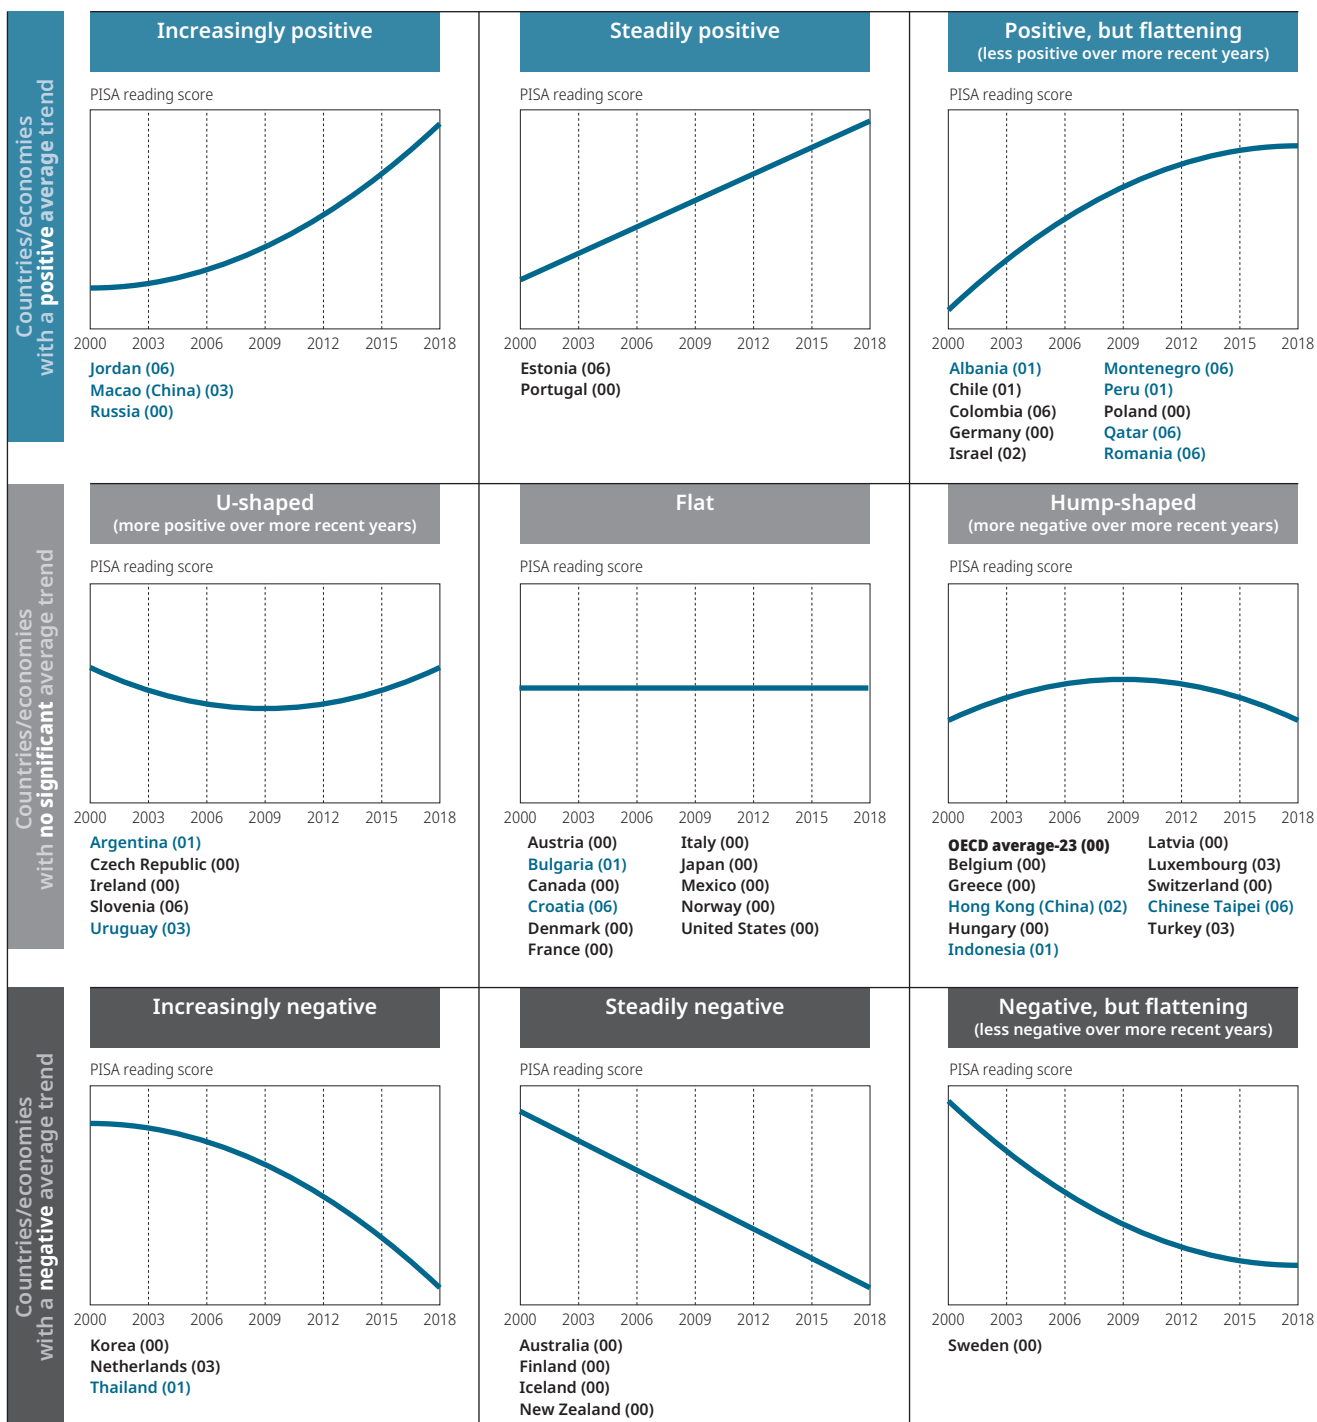 Countries/economies
with a positive average trend
Increasingly positive
PISA reading score
2000 2003 2006 2009 2012 2015 2018
Jordan (06)
Macao (China) (03)
Russia (00)
Steadily positive
PISA reading score
2000 2003 2006 2009 2012 2015 2018
Estonia (06)
Portugal (00)
Positive, but flattening
(less positive over more recent years)
PISA reading score
2000 2003 2006 2009 2012 2015 2018
Albania (01)
Chile (01)
Colombia (06)
Germany (00)
Israel (02)
Montenegro (06)
Peru (01)
Poland (00)
Qatar (06)
Romania (06)
Countries/economies
with no significant average trend
U-shaped
(more positive over more recent years)
PISA reading score
2000 2003 2006 2009 2012 2015 2018
Argentina (01)
Czech Republic (00)
Ireland (00)
Slovenia (06)
Uruguay (03)
Flat
PISA reading score
2000 2003 2006 2009 2012 2015 2018
Austria (00)
Bulgaria (01)
Canada (00)
Croatia (06)
Denmark (00)
France (00)
Italy (00)
Japan (00)
Mexico (00)
Norway (00)
United States (00)
Hump-shaped
(more negative over more recent years)
PISA reading score
2000 2003 2006 2009 2012 2015 2018
OECD average-23 (00)
Belgium (00)
Greece (00)
Hong Kong (China) (02)
Hungary (00)
Indonesia (01)
Latvia (00)
Luxembourg (03)
Switzerland (00)
Chinese Taipei (06)
Turkey (03)
Countries/economies
with a negative average trend
Increasingly negative
PISA reading score
2000 2003 2006 2009 2012 2015 2018
Korea (00)
Netherlands (03)
Thailand (01)
Steadily negative
PISA reading score
2000 2003 2006 2009 2012 2015 2018
Australia (00)
Finland (00)
Iceland (00)
New Zealand (00)
Negative, but flattening
(less negative over more recent years)
PISA reading score
2000 2003 2006 2009 2012 2015 2018
Sweden (00)